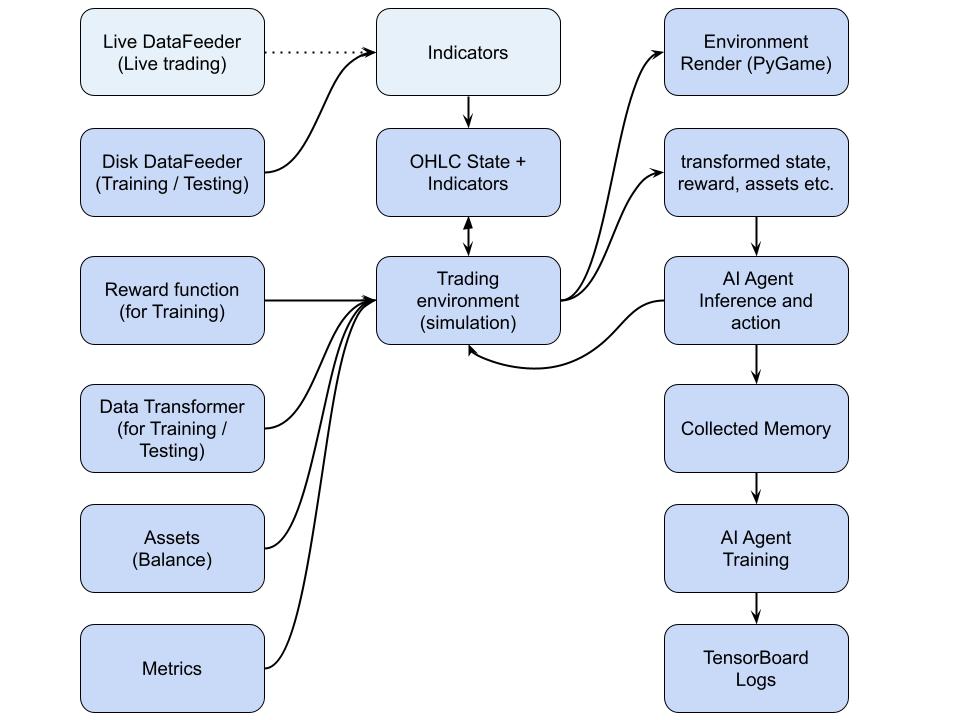 Live DataFeeder
(Live trading)
Indicators
Environment
Render (PyGame)
Disk DataFeeder
(Training / Testing)
OHLC State +
Indicators
transformed state,
reward, assets etc.
Reward function
(for Training)
Trading
environment
(simulation)
AI Agent
Inference and
action
Data Transformer
(for Training /
Testing)
Collected Memory
Assets
(Balance)
AI Agent
Training
Metrics
TensorBoard
Logs